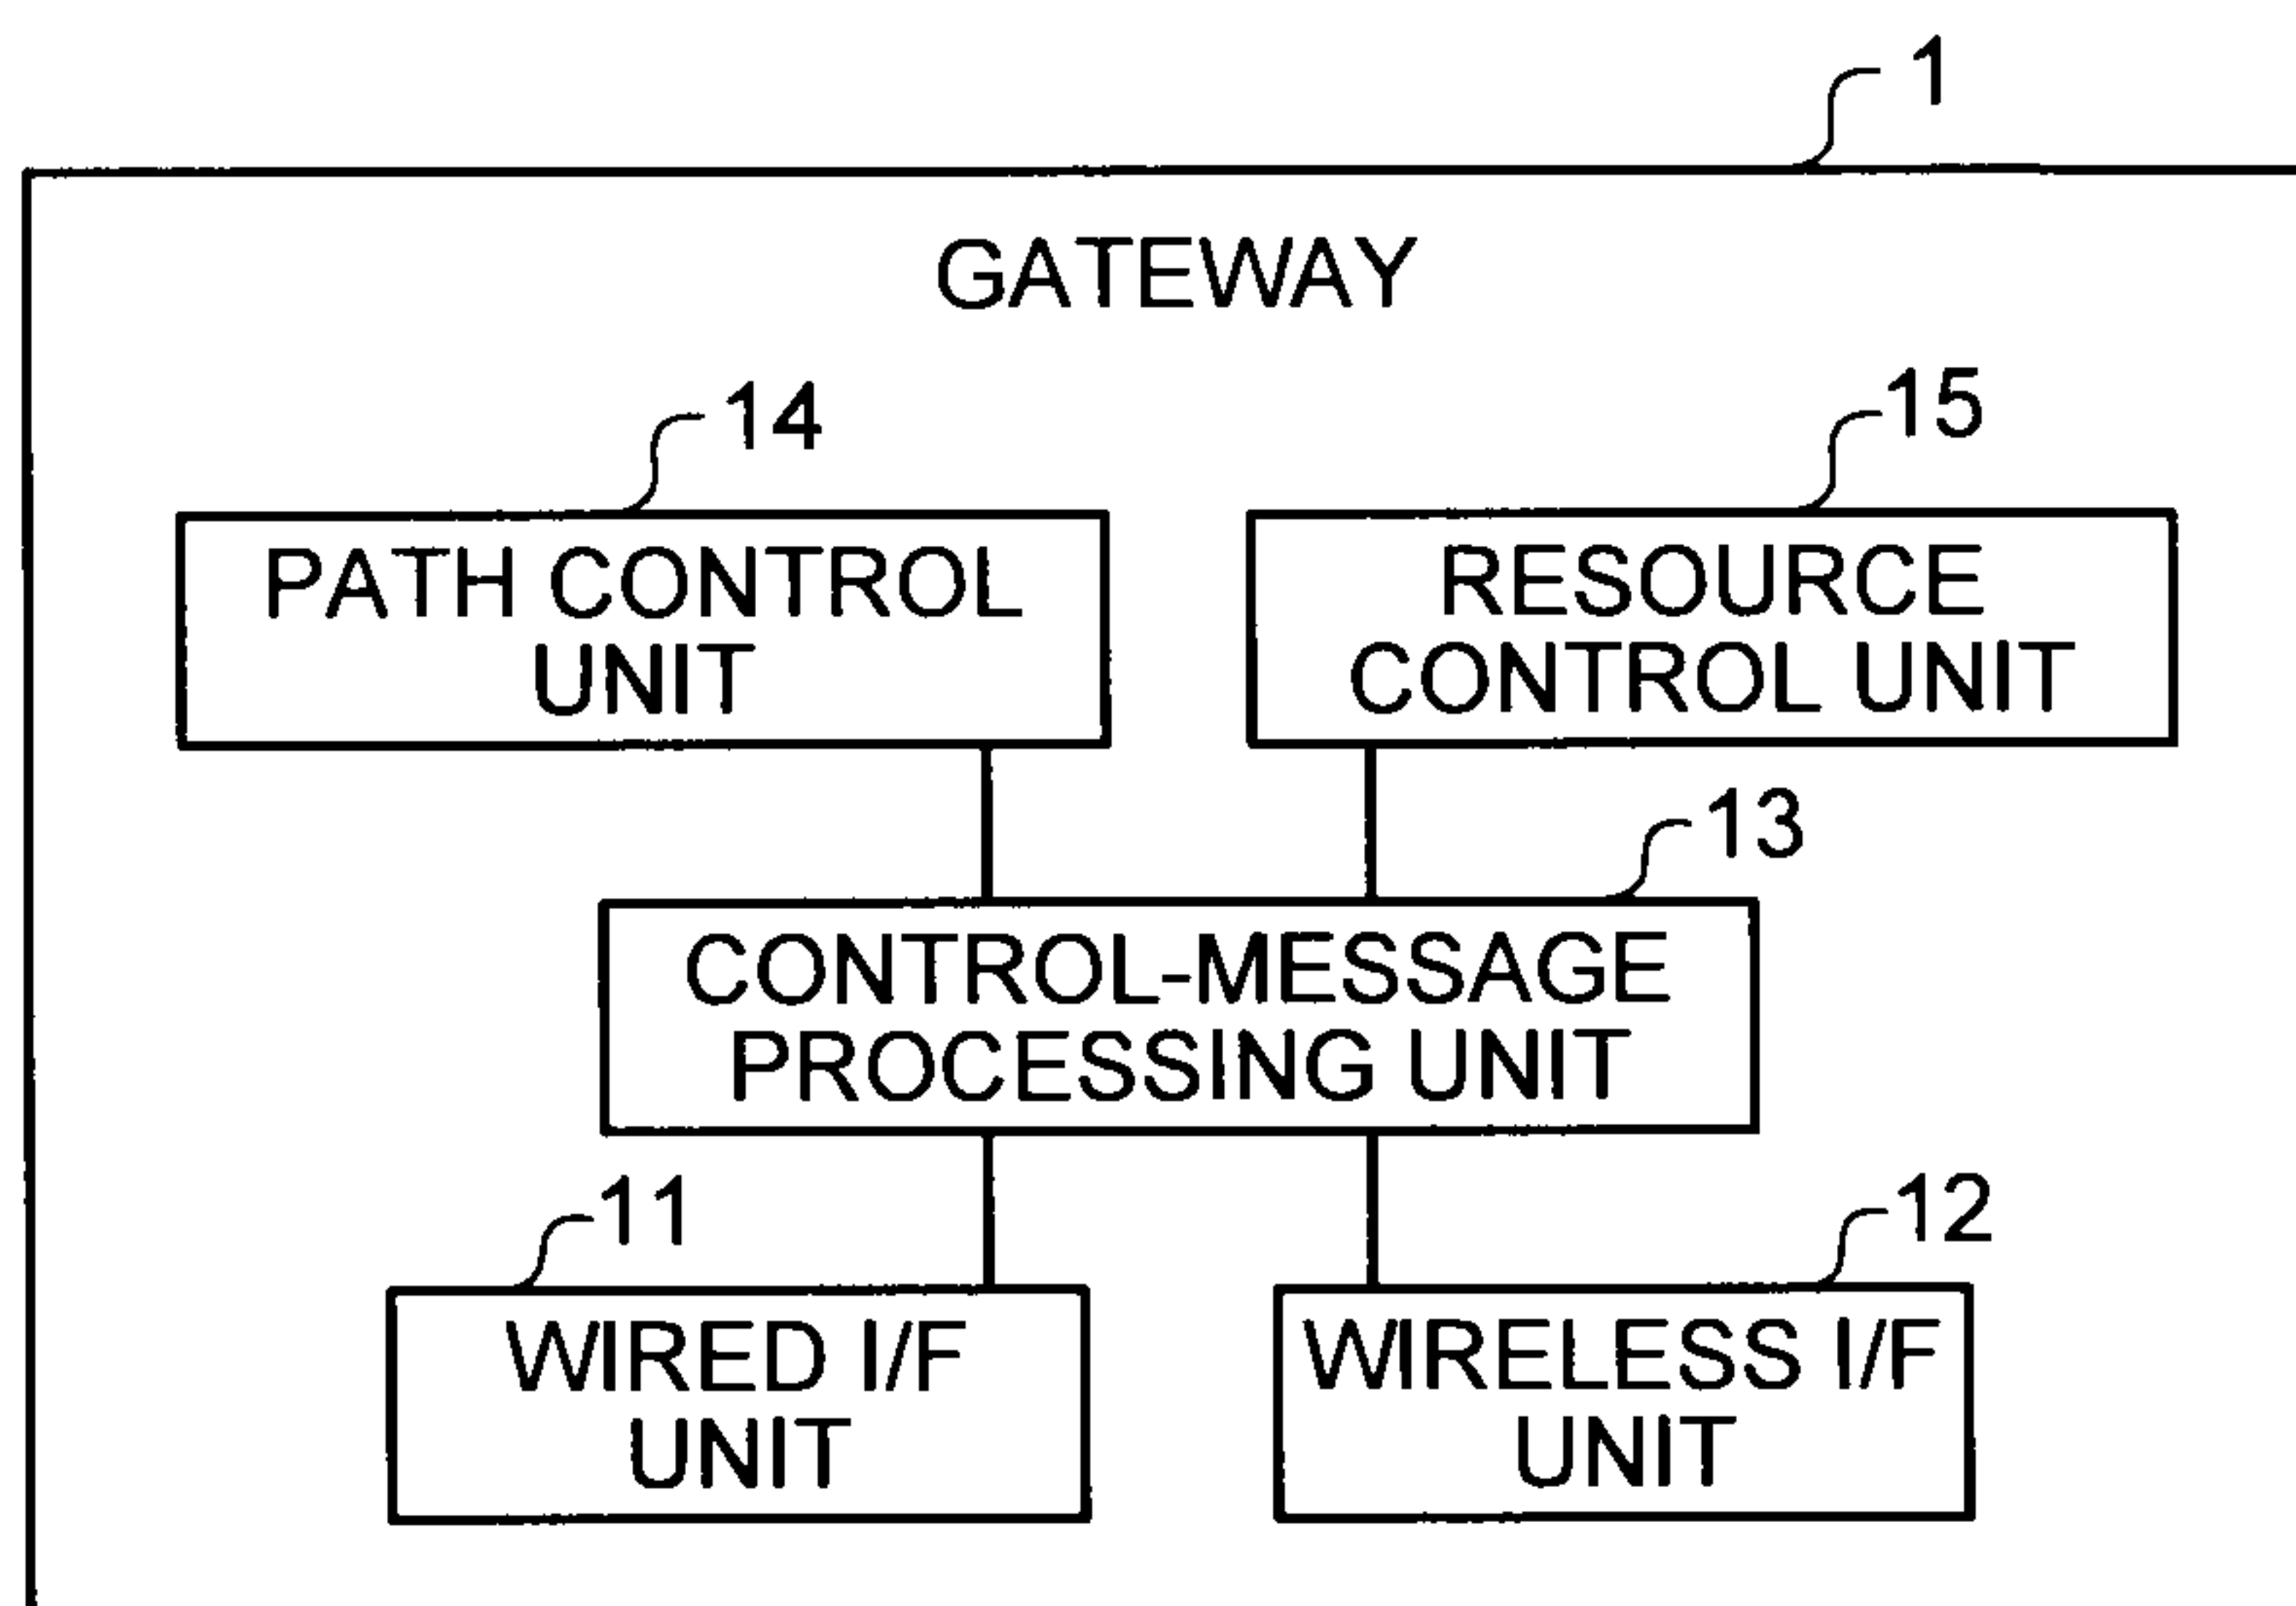 1
GATEWAY
14
15
PATH CONTROL
UNIT
RESOURCE
CONTROL UNIT
13
CONTROL-MESSAGE
PROCESSING UNIT
11
12
WIRED I/F
UNIT
WIRELESS I/F
UNIT